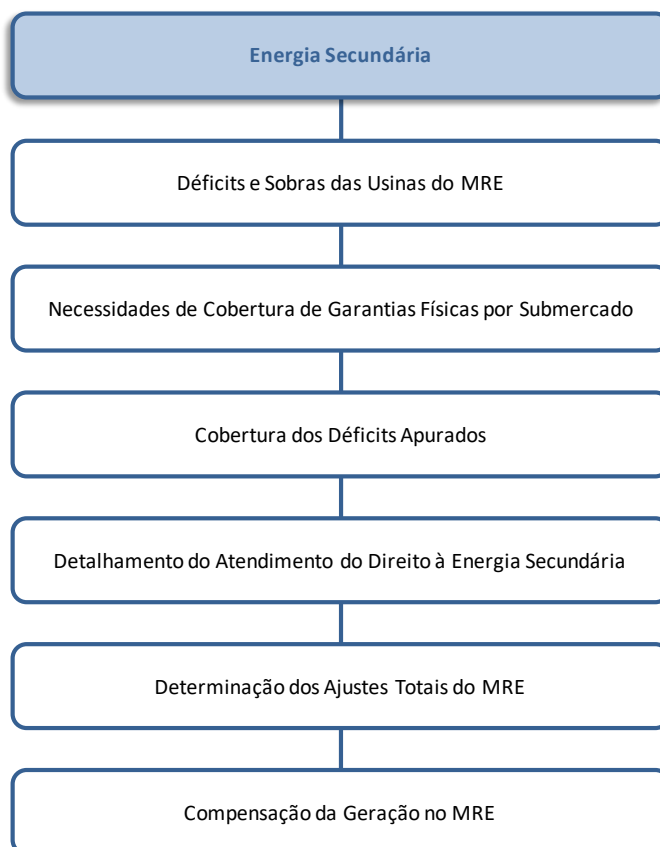 Energia Secundária
Déficits e Sobras das Usinas do MRE
Necessidades de Cobertura de Garantias Físicas por Submercado
Cobertura dos Déficits Apurados
Detalhamento do Atendimento do Direito à Energia Secundária
Determinação dos Ajustes Totais do MRE
Compensação da Geração no MRE